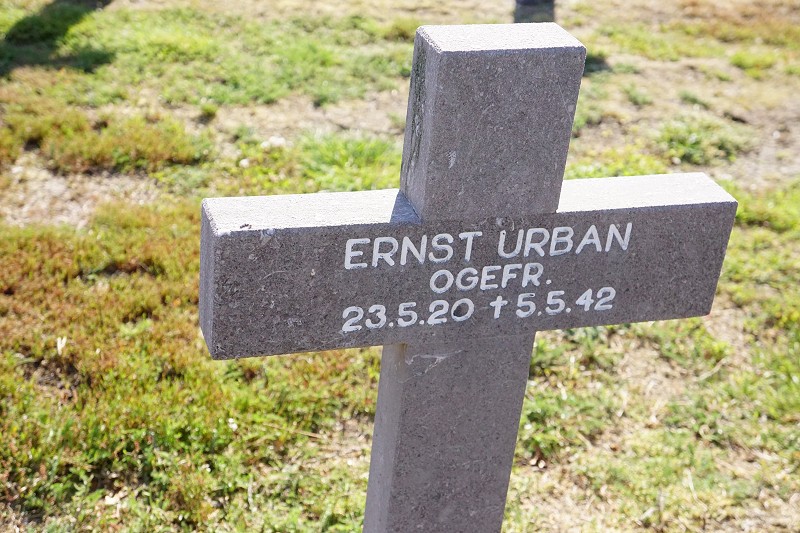 ERNST URBAN
OGEFR.
23.5.20 ✝ 5.5.42